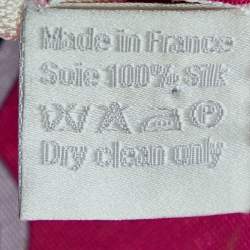 Made in France
Soie 100% Silk
P
Dry clean only